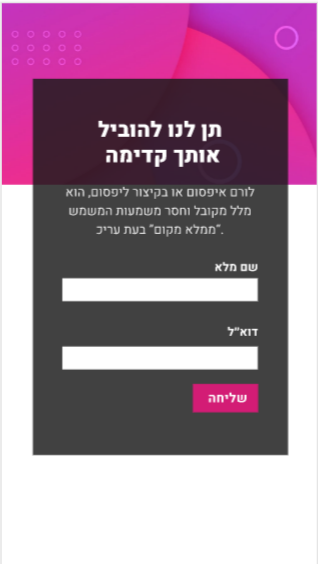 תן לנו להוביל
אותך קדימה
לורם איפסום או בקיצור ליפסום, הוא
מלל מקובל וחסר משמעות המשמש
"ממלא מקום" בעת עריכ.
שם מלא
דוא״ל
שליחה